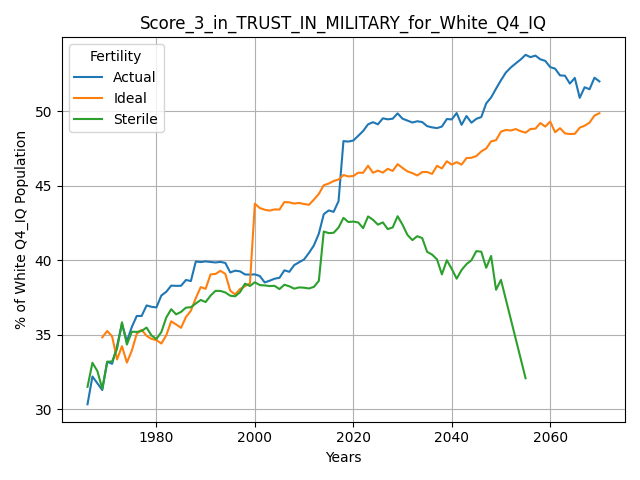 Score_3_in_TRUST_IN_MILITARY_for_White_Q4_IQ
Fertility
Actual
Ideal
Sterile
% of White Q4_IQ Population
50
45
40
35
30
1980
2000
2020
2040
2060
Years